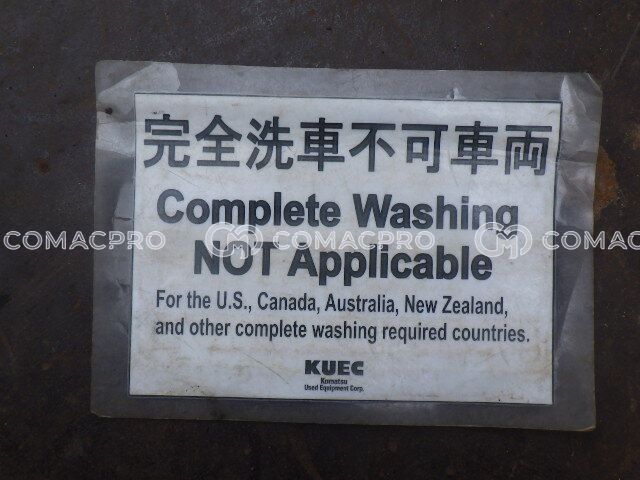 完全洗車不可車両
Complete Washing
NOT Applicable
COMACPRO COMACPRO COMACPRO
For the U.S., Canada, Australia, New Zealand,
and other complete washing required countries.
KUEC
Komatsu
Used Equipment Corp.